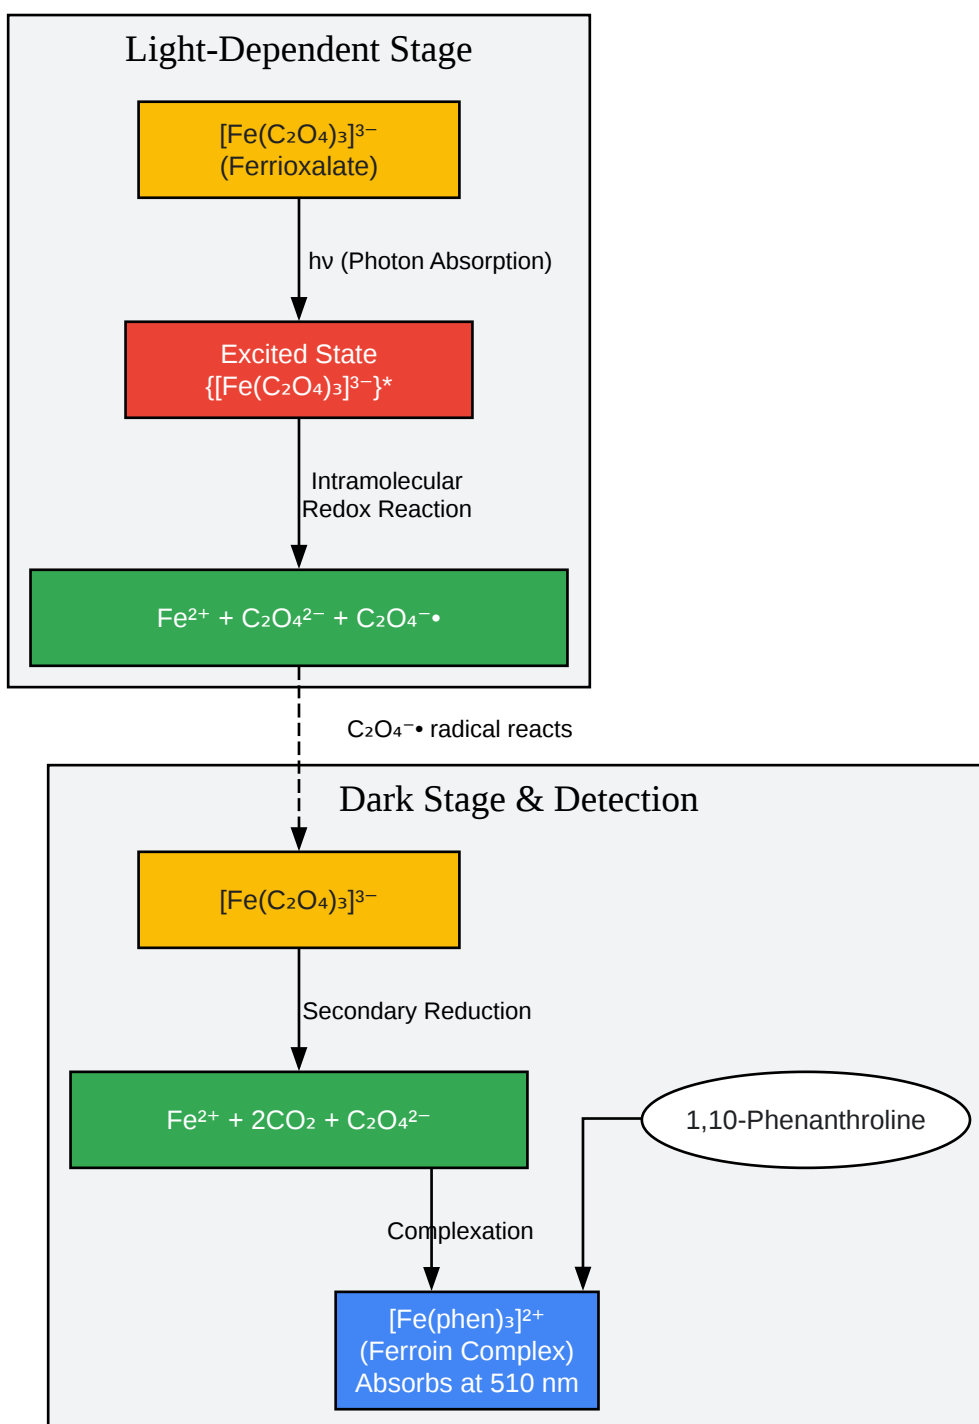 Light-Dependent Stage
[Fe(C₂O₄)₃]³⁻
(Ferrioxalate)
hν (Photon Absorption)
Excited State
{[Fe(C₂O₄)₃]³⁻}*
Intramolecular
Redox Reaction
Fe²⁺ + C₂O₄²⁻ + C₂O₄⁻•
C₂O₄⁻• radical reacts
Dark Stage & Detection
[Fe(C₂O₄)₃]³⁻
Secondary Reduction
Fe²⁺ + 2CO₂ + C₂O₄²⁻
1,10-Phenanthroline
Complexation
[Fe(phen)₃]²⁺
(Ferroin Complex)
Absorbs at 510 nm